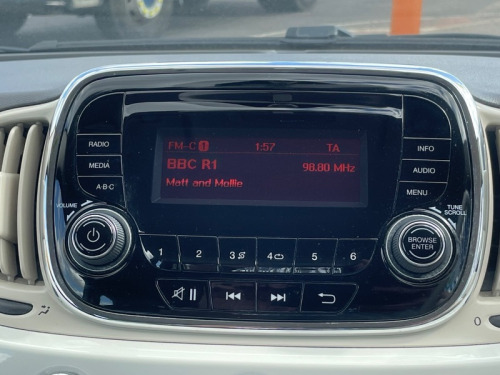 RADIO
MEDIA
A·B·C
VOLUME
FM-C 1:57 TA
BBC R1 98.80 MHz
Matt and Mollie
INFO
AUDIO
MENU
TUNE
SCROLL
BROWSE
ENTER
1 2 3 4 5 6
0